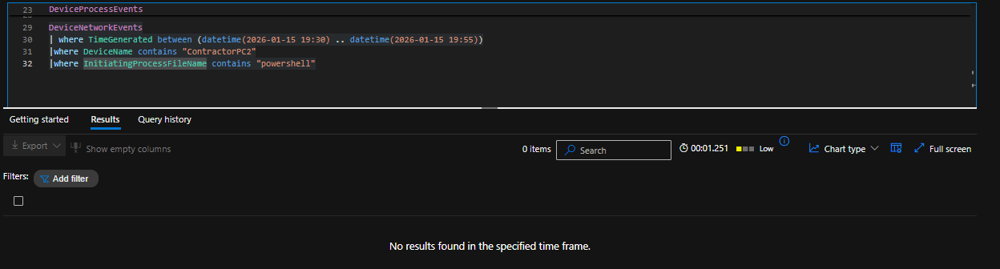 23 DeviceProcessEvents
29 DeviceNetworkEvents
30 | where TimeGenerated between (datetime(2026-01-15 19:30) .. datetime(2026-01-15 19:55))
31 |where DeviceName contains "ContractorPC2"
32 |where InitiatingProcessFileName contains "powershell"
Getting started Results Query history
Export Show empty columns 0 items Search 00:01.251 Low Chart type Full screen
Filters: Add filter
No results found in the specified time frame.